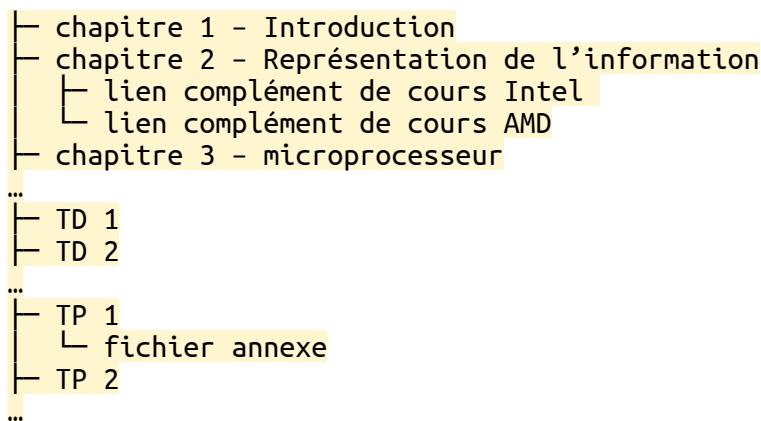 ├─ chapitre 1 – Introduction
├─ chapitre 2 – Représentation de l’information
│  ├─ lien complément de cours Intel
│  └─ lien complément de cours AMD
├─ chapitre 3 – microprocesseur
…
├─ TD 1
├─ TD 2
…
├─ TP 1
│  └─ fichier annexe
├─ TP 2
…